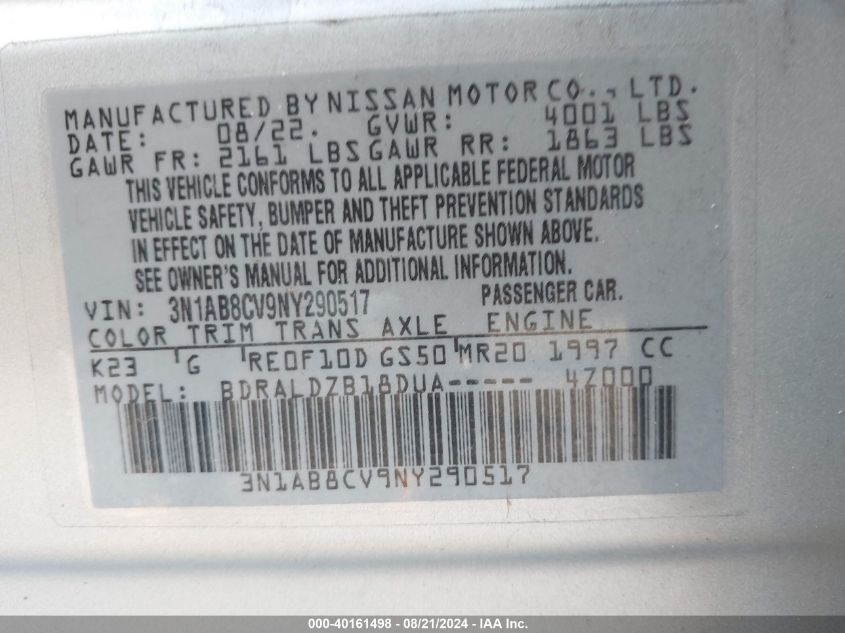 MANUFACTURED BY NISSAN MOTOR CO., LTD.
DATE: 08/22. GVWR: 4001 LBS
GAWR FR: 2161 LBS GAWR RR: 1863 LBS
THIS VEHICLE CONFORMS TO ALL APPLICABLE FEDERAL MOTOR
VEHICLE SAFETY, BUMPER AND THEFT PREVENTION STANDARDS
IN EFFECT ON THE DATE OF MANUFACTURE SHOWN ABOVE.
SEE OWNER'S MANUAL FOR ADDITIONAL INFORMATION.
VIN: 3N1AB8CV9NY290517 PASSENGER CAR.
COLOR TRIM TRANS AXLE ENGINE
K23 G RE0F10D GS50 MR20 1997 CC
MODEL: BDRALDZB18DUA----- 4Z000
3N1AB8CV9NY290517
000-40161498 - 08/21/2024 - IAA Inc.